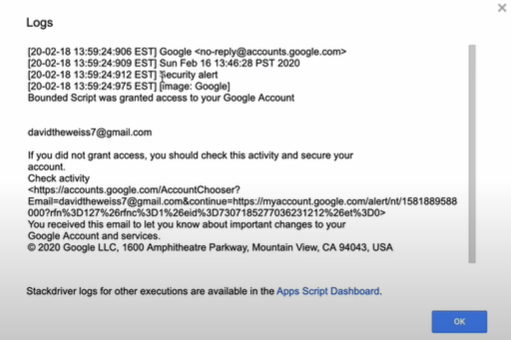 Logs
[20-02-18 13:59:24:906 EST] Google <no-reply@accounts.google.com>
[20-02-18 13:59:24:909 EST] Sun Feb 16 13:46:28 PST 2020
[20-02-18 13:59:24:912 EST] Security alert
[20-02-18 13:59:24:975 EST] [image: Google]
Bounded Script was granted access to your Google Account
davidtheweiss7@gmail.com
If you did not grant access, you should check this activity and secure your
account.
Check activity
<https://accounts.google.com/AccountChooser?
Email=davidtheweiss7@gmail.com&continue=https://myaccount.google.com/alert/nt/1581889588
000?rfn%3D127%26rfnc%3D1%26eid%3D7307185277036231212%26et%3D0>
You received this email to let you know about important changes to your
Google Account and services.
© 2020 Google LLC, 1600 Amphitheatre Parkway, Mountain View, CA 94043, USA
Stackdriver logs for other executions are available in the Apps Script Dashboard.
OK